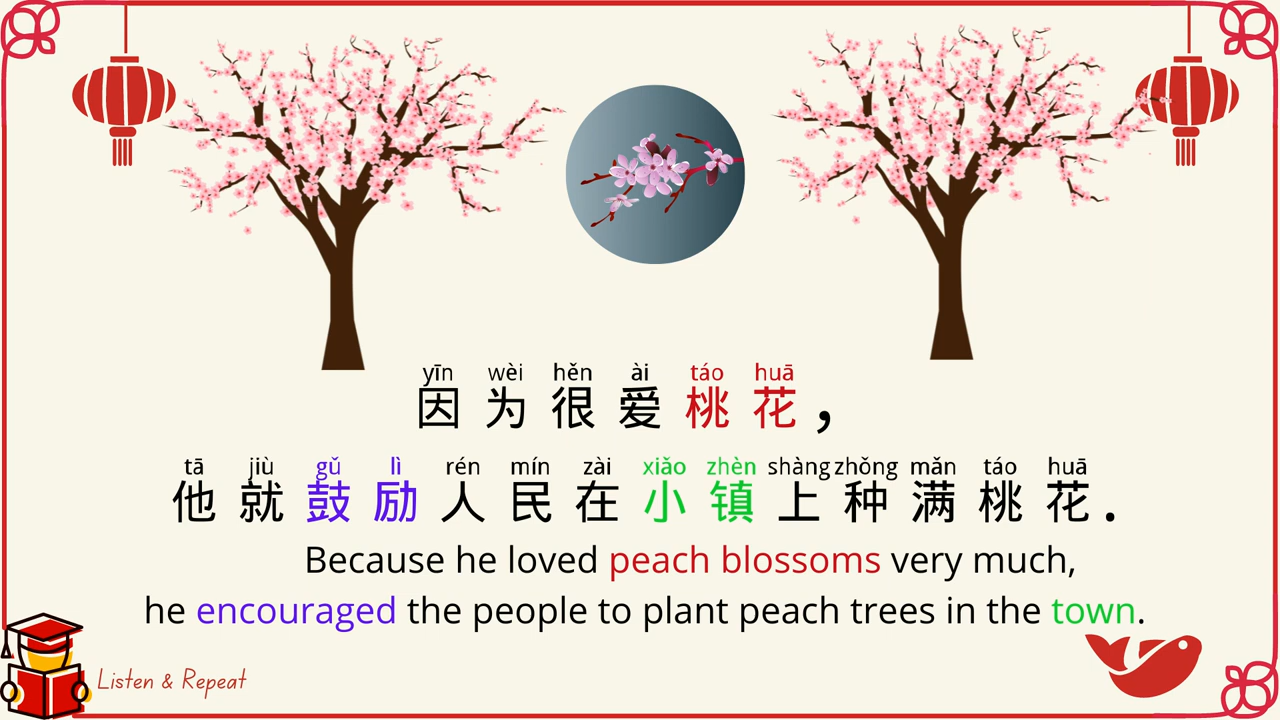 yīn wèi hěn ài táo huā
因为很爱桃花，
tā jiù gǔ lì rén mín zài xiǎo zhèn shàng zhǒng mǎn táo huā
他就鼓励人民在小镇上种满桃花.
Because he loved peach blossoms very much,
he encouraged the people to plant peach trees in the town.
Listen & Repeat